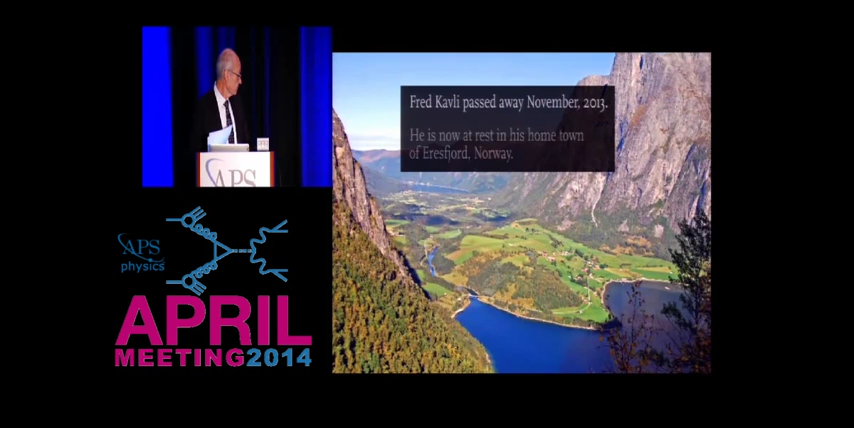 APS
Fred Kavli passed away November, 2013.
He is now at rest in his home town
of Eresfjord, Norway.
APS
physics
APRIL
MEETING2014